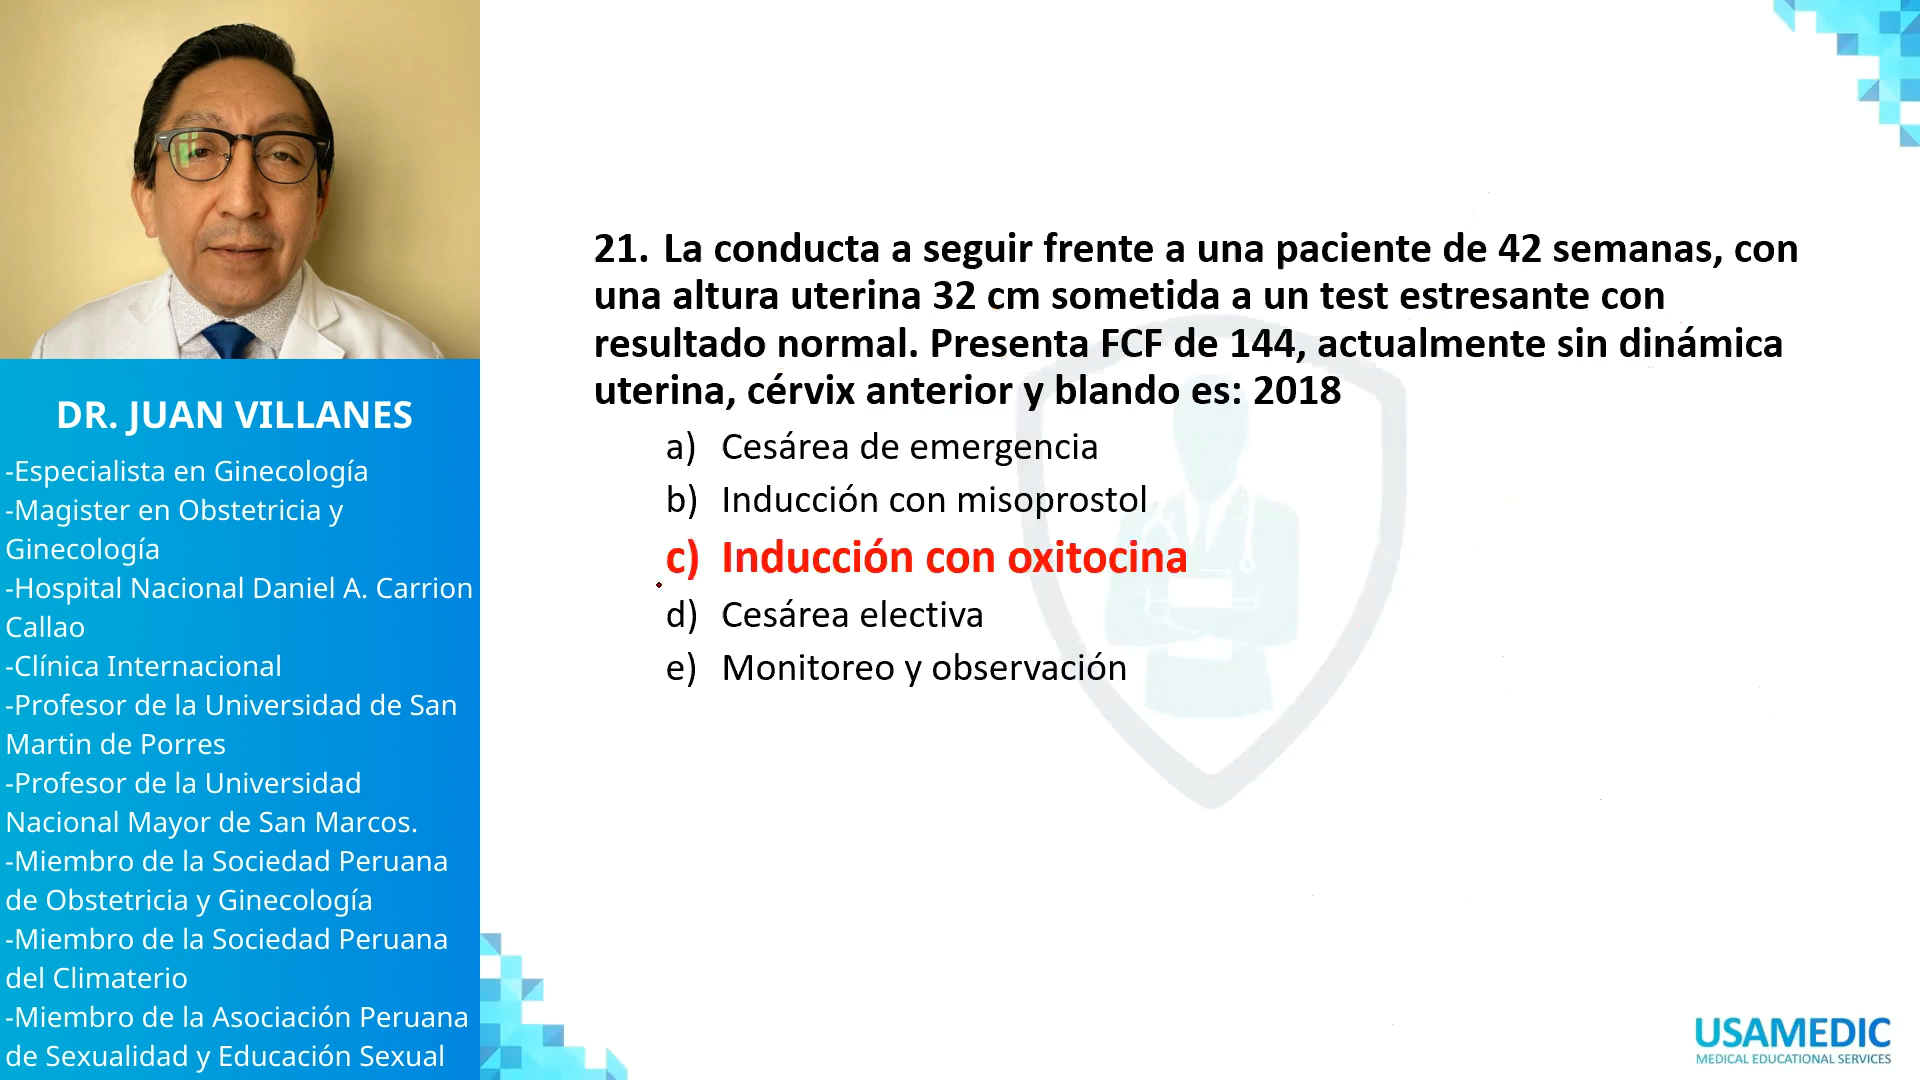 DR. JUAN VILLANES
-Especialista en Ginecología
-Magister en Obstetricia y
Ginecología
-Hospital Nacional Daniel A. Carrion
Callao
-Clínica Internacional
-Profesor de la Universidad de San
Martin de Porres
-Profesor de la Universidad
Nacional Mayor de San Marcos.
-Miembro de la Sociedad Peruana
de Obstetricia y Ginecología
-Miembro de la Sociedad Peruana
del Climaterio
-Miembro de la Asociación Peruana
de Sexualidad y Educación Sexual
21. La conducta a seguir frente a una paciente de 42 semanas, con
una altura uterina 32 cm sometida a un test estresante con
resultado normal. Presenta FCF de 144, actualmente sin dinámica
uterina, cérvix anterior y blando es: 2018
a) Cesárea de emergencia
b) Inducción con misoprostol
c) Inducción con oxitocina
d) Cesárea electiva
e) Monitoreo y observación
USAMEDIC
MEDICAL EDUCATIONAL SERVICES